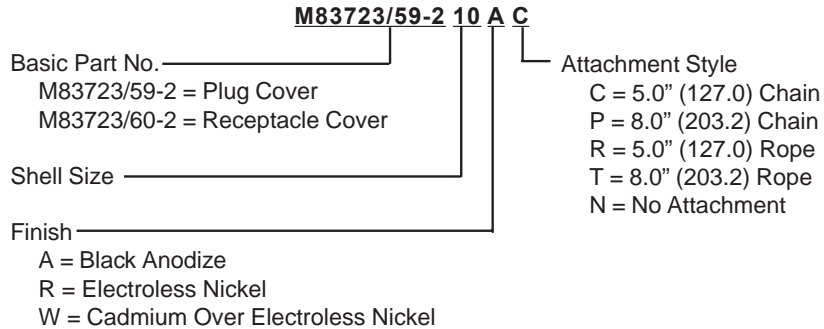 M83723/59-2 10 A C
Basic Part No.
M83723/59-2 = Plug Cover
M83723/60-2 = Receptacle Cover
Shell Size
Finish
A = Black Anodize
R = Electroless Nickel
W = Cadmium Over Electroless Nickel
Attachment Style
C = 5.0” (127.0) Chain
P = 8.0” (203.2) Chain
R = 5.0” (127.0) Rope
T = 8.0” (203.2) Rope
N = No Attachment